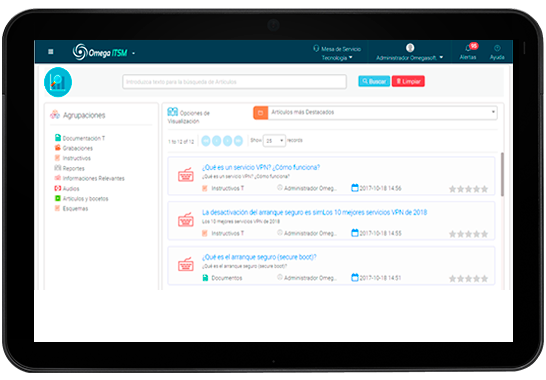 Omega ITSM
Mesa de Servicio
Tecnología
Administrador Omegasoft.
Alertas
Ayuda
Introduzca texto para la busqueda de Artículos
Buscar
Limpiar
Agrupaciones
Documentación T
Grabaciones
Instructivos
Reportes
Informaciones Relevantes
Audios
Artículos y bocetos
Esquemas
Opciones de
Visualización
Artículos mas Destacados
1 to 12 of 12
Show 25 records
¿Qué es un servicio VPN? ¿Cómo funciona?
¿Qué es un servicio VPN? ¿Cómo funciona?
Instructivos T Administrador Omeg... 2017-10-18 14:56
La desactivación del arranque seguro es simLos 10 mejores servicios VPN de 2018
Los 10 mejores servicios VPN de 2018
Instructivos T Administrador Omeg... 2017-10-18 14:55
¿Qué es el arranque seguro (secure boot)?
¿Qué es el arranque seguro (secure boot)?
Documentos Administrador Omeg... 2017-10-18 14:51